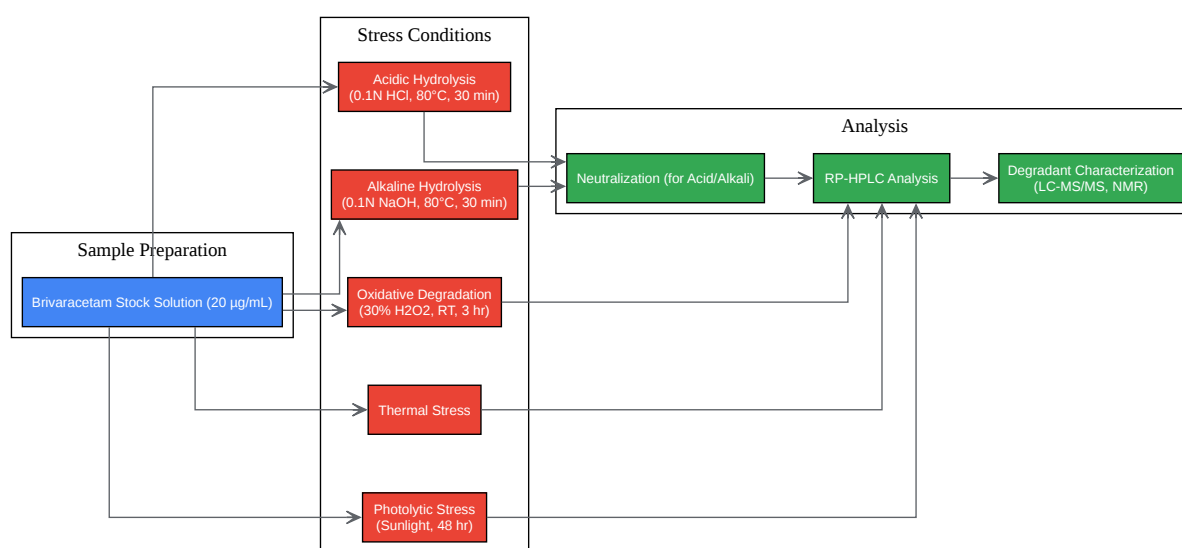 Stress Conditions
Acidic Hydrolysis
(0.1N HCl, 80°C, 30 min)
Analysis
Neutralization (for Acid/Alkali)
RP-HPLC Analysis
Degradant Characterization
(LC-MS/MS, NMR)
Alkaline Hydrolysis
(0.1N NaOH, 80°C, 30 min)
Sample Preparation
Brivaracetam Stock Solution (20 µg/mL)
Oxidative Degradation
(30% H2O2, RT, 3 hr)
Thermal Stress
Photolytic Stress
(Sunlight, 48 hr)